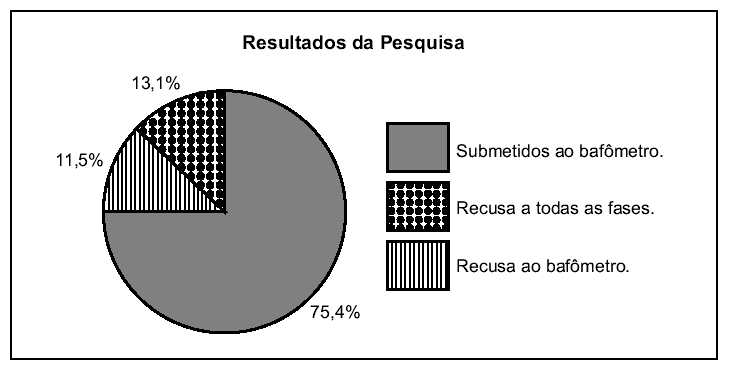 Resultados da Pesquisa
13,1%
11,5%
75,4%
Submetidos ao bafômetro.
Recusa a todas as fases.
Recusa ao bafômetro.